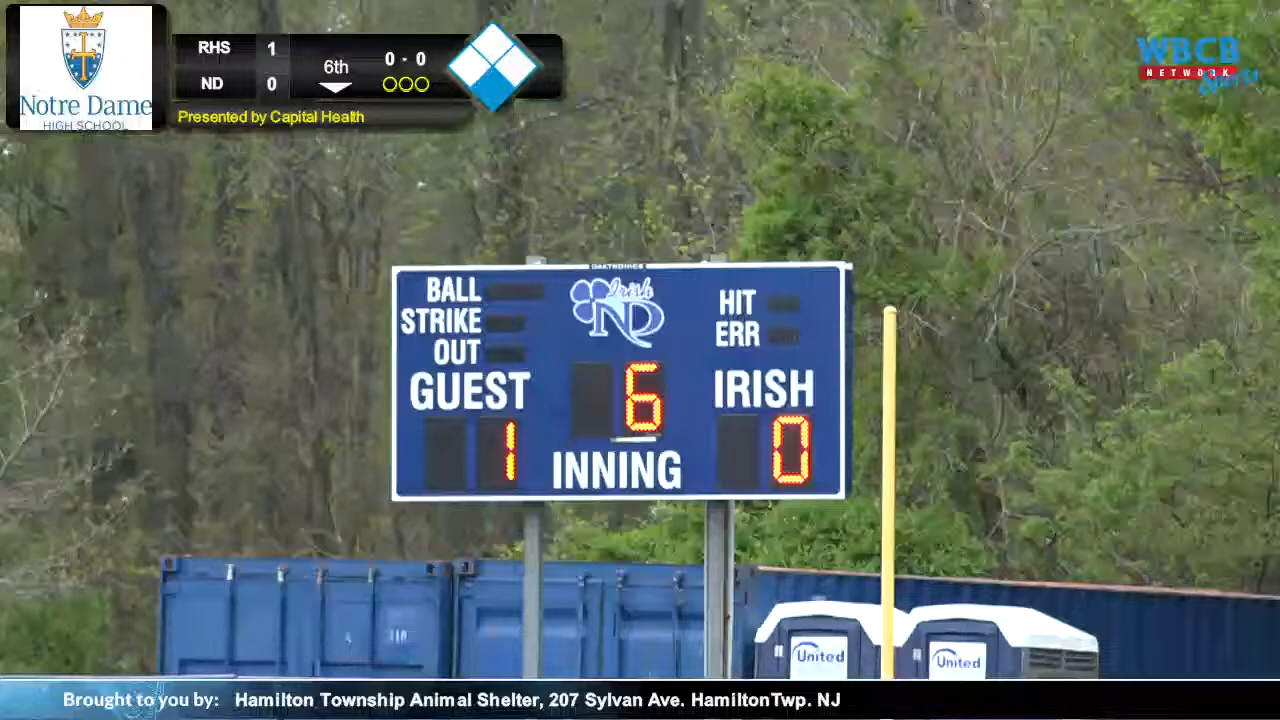 Notre Dame
HIGH SCHOOL
RHS 1
ND 0
6th
0 - 0
Presented by Capital Health
WBCB
NETWORK
Sports
DAKTRONICS
BALL
STRIKE
OUT
Irish
ND
HIT
ERR
GUEST
6
IRISH
1
INNING
0
United
United
Brought to you by: Hamilton Township Animal Shelter, 207 Sylvan Ave. HamiltonTwp. NJ